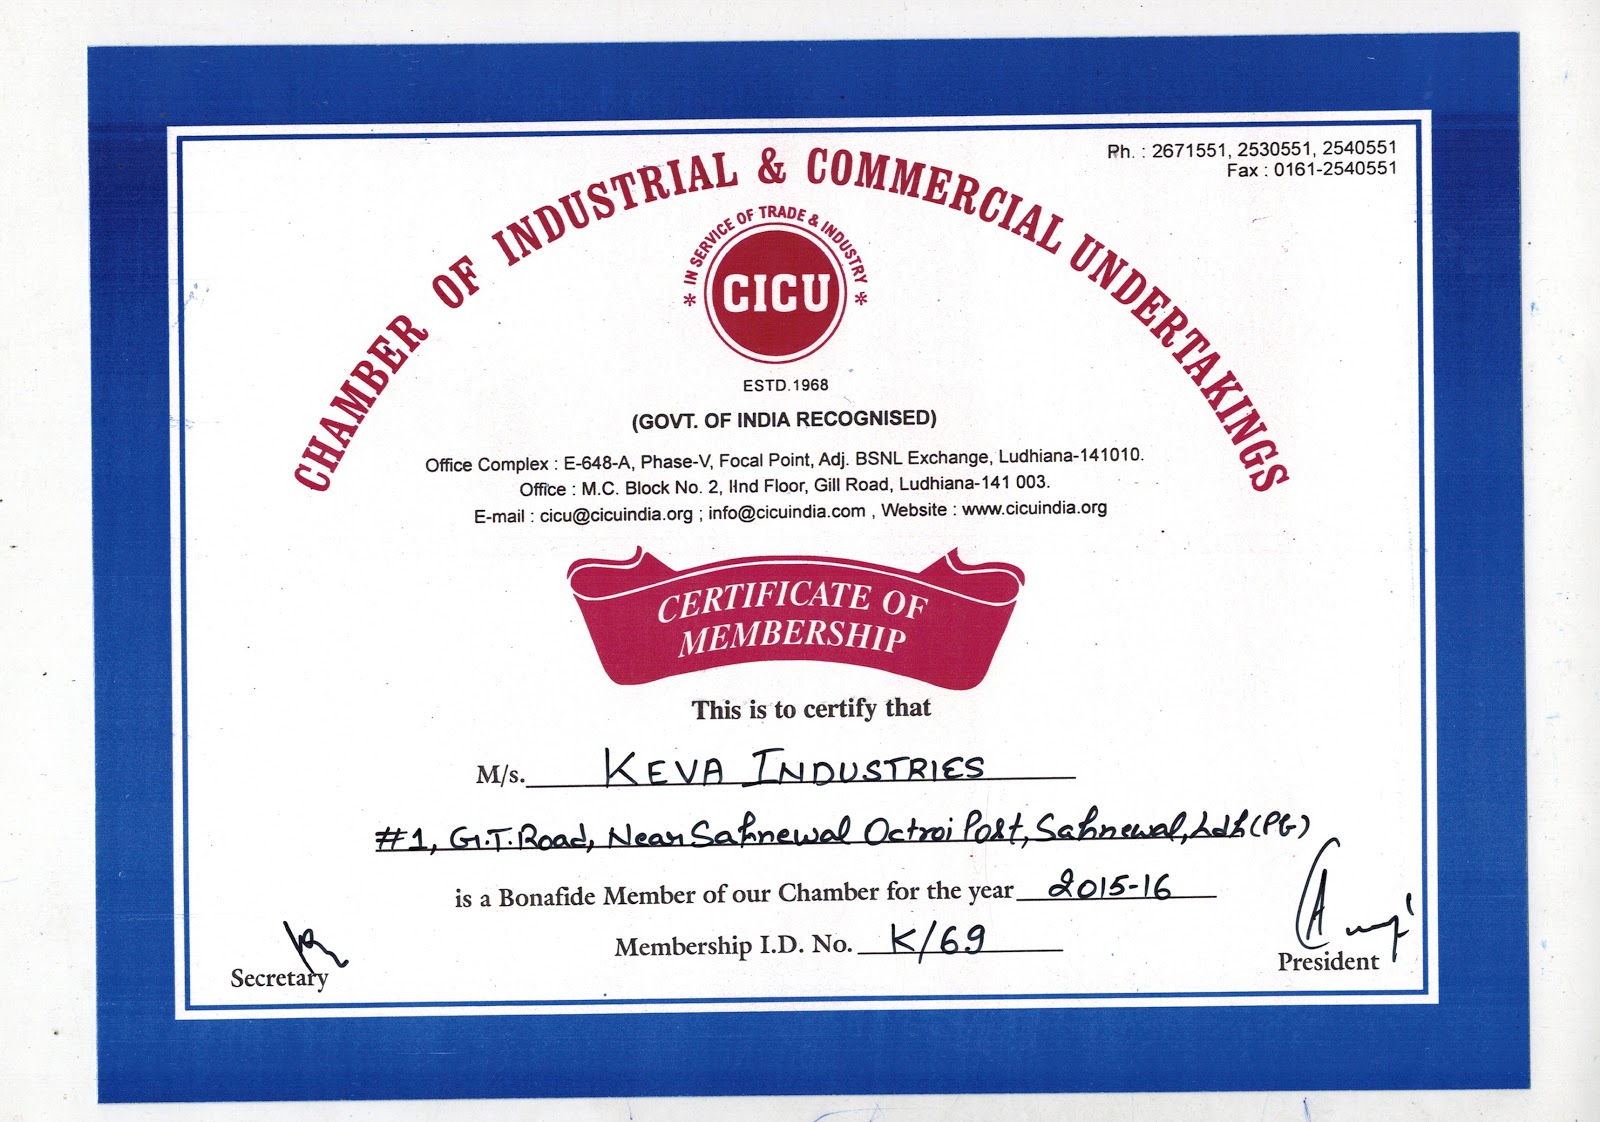 Ph. : 2671551, 2530551, 2540551
Fax : 0161-2540551
CHAMBER OF INDUSTRIAL & COMMERCIAL UNDERTAKINGS
* IN SERVICE OF TRADE & INDUSTRY *
CICU
ESTD.1968
(GOVT. OF INDIA RECOGNISED)
Office Complex : E-648-A, Phase-V, Focal Point, Adj. BSNL Exchange, Ludhiana-141010.
Office : M.C. Block No. 2, IInd Floor, Gill Road, Ludhiana-141 003.
E-mail : cicu@cicuindia.org ; info@cicuindia.com , Website : www.cicuindia.org
CERTIFICATE OF
MEMBERSHIP
This is to certify that
M/s. KEVA INDUSTRIES
#1, G.T. Road, Near Sahnewal Octroi Post, Sahnewal, Ldh (PB)
is a Bonafide Member of our Chamber for the year 2015-16
Membership I.D. No. K/69
Secretary
President